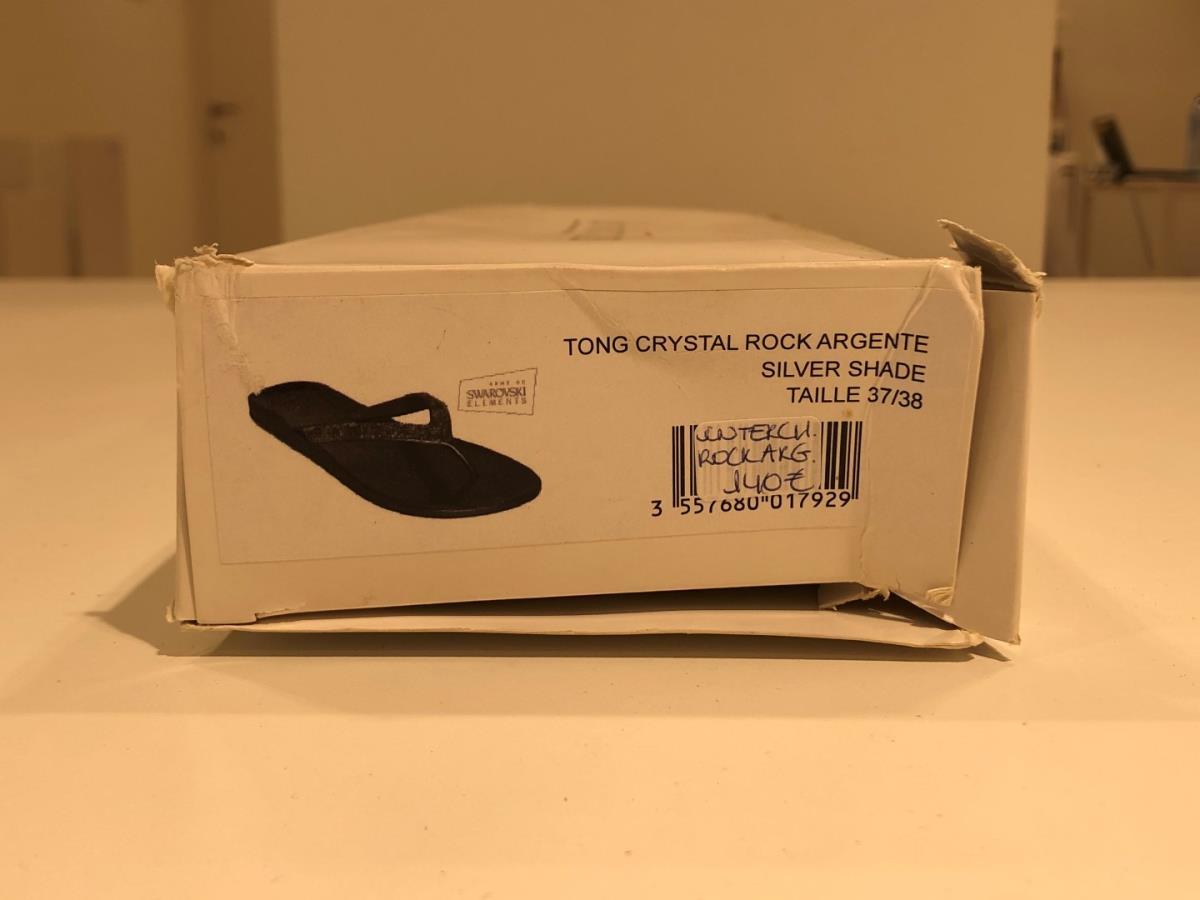 TONG CRYSTAL ROCK ARGENTE
SILVER SHADE
TAILLE 37/38
SWAROVSKI
ELEMENTS
ROCK ARG.
140€
3 557680 017929